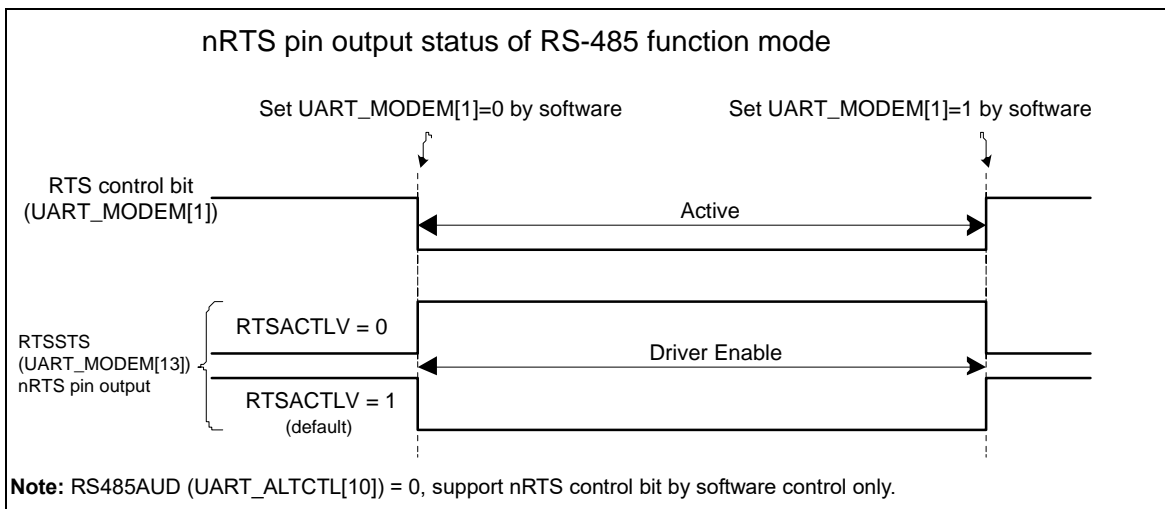 nRTS pin output status of RS-485 function mode
Set UART_MODEM[1]=0 by software
Set UART_MODEM[1]=1 by software
RTS control bit
(UART_MODEM[1])
Active
RTSSTS
(UART_MODEM[13])
nRTS pin output
RTSACTLV = 0
Driver Enable
RTSACTLV = 1
(default)
Note: RS485AUD (UART_ALTCTL[10]) = 0, support nRTS control bit by software control only.